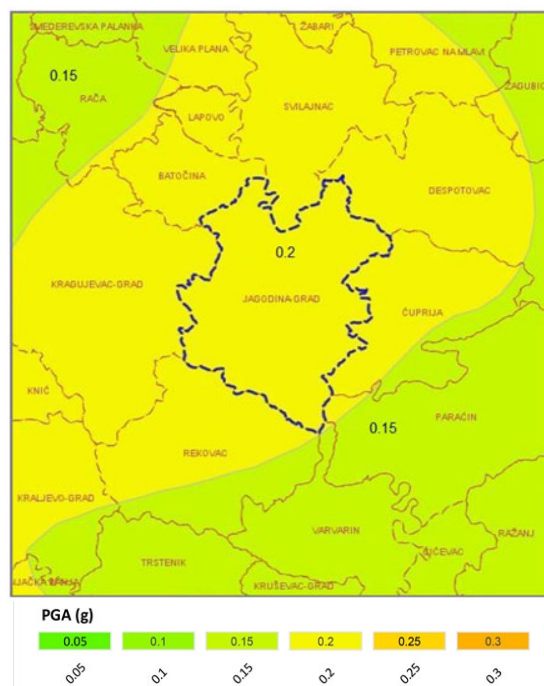 SMEDEREVSKA PALANKA
ŽABARI
VELIKA PLANA
PETROVAC NA MLAVI
0.15
ŽAGUBIC
RAČA
SVILAJNAC
LAPOVO
BATOČINA
DESPOTOVAC
0.2
KRAGUJEVAC-GRAD
JAGODINA-GRAD
ĆUPRIJA
KNIĆ
PARAĆIN
0.15
REKOVAC
KRALJEVO-GRAD
VARVARIN
RAŽANJ
ĆIĆEVAC
TRSTENIK
KRUŠEVAC-GRAD
PGA (g)
0.05 0.1 0.15 0.2 0.25 0.3
0.05 0.1 0.15 0.2 0.25 0.3